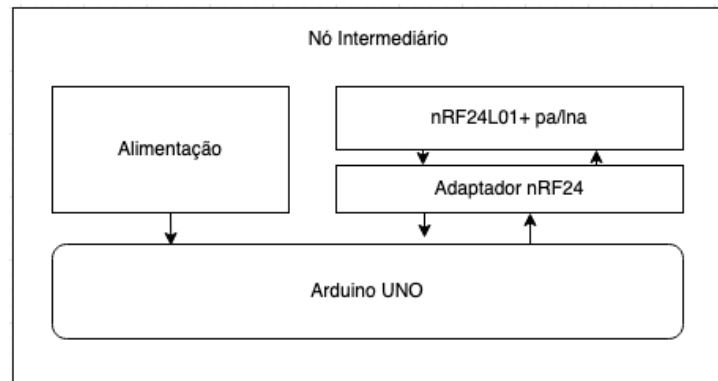 Nó Intermediário
Alimentação
nRF24L01+ pa/lna
Adaptador nRF24
Arduino UNO